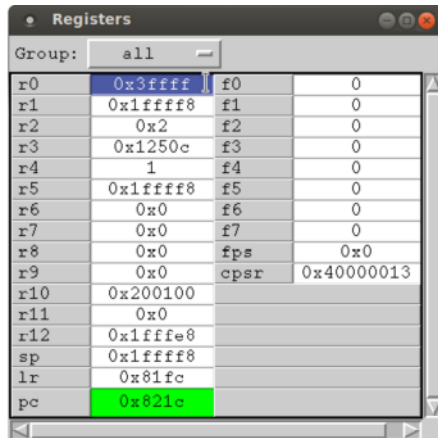 Registers
Group: all
r0 0x3ffff f0 0
r1 0x1ffff8 f1 0
r2 0x2 f2 0
r3 0x1250c f3 0
r4 1 f4 0
r5 0x1ffff8 f5 0
r6 0x0 f6 0
r7 0x0 f7 0
r8 0x0 fps 0x0
r9 0x0 cpsr 0x40000013
r10 0x200100
r11 0x0
r12 0x1fffe8
sp 0x1ffff8
lr 0x81fc
pc 0x821c